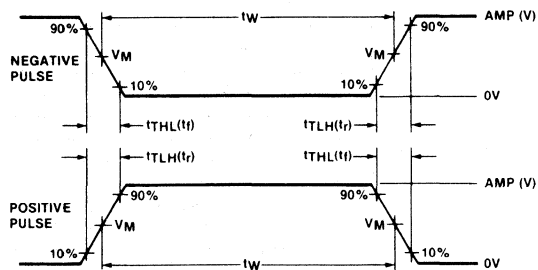 tW
AMP (V)
90%
90%
VM
VM
NEGATIVE
PULSE
10%
10%
0V
tTHL(tf)
tTLH(tr)
tTLH(tr)
tTHL(tf)
AMP (V)
90%
90%
POSITIVE
PULSE
VM
VM
10%
10%
tW
0V